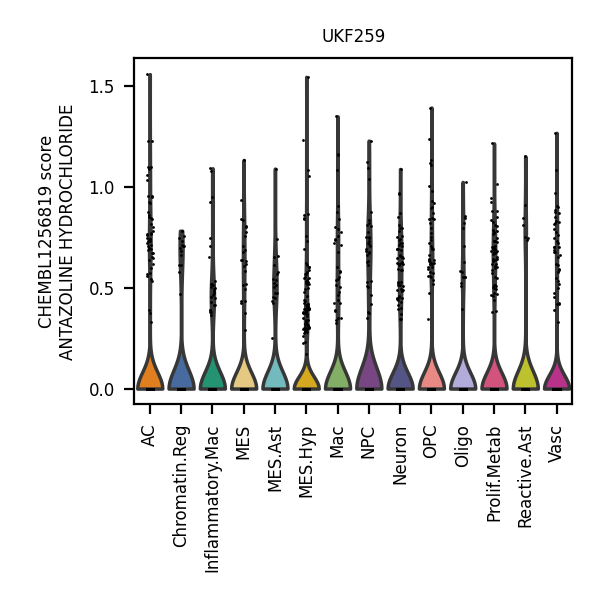 UKF259
CHEMBL1256819 score
ANTAZOLINE HYDROCHLORIDE
1.5
1.0
0.5
0.0
AC
Chromatin.Reg
Inflammatory.Mac
MES
MES.Ast
MES.Hyp
Mac
NPC
Neuron
OPC
Oligo
Prolif.Metab
Reactive.Ast
Vasc